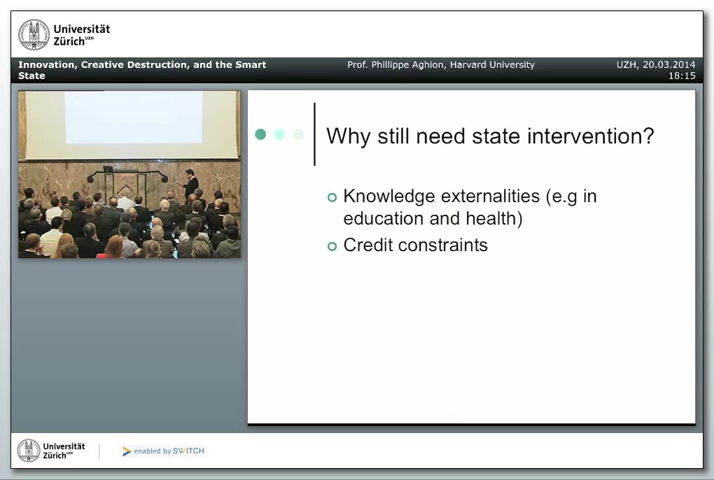 Universität
Zürich UZH
Innovation, Creative Destruction, and the Smart
State
Prof. Phillippe Aghion, Harvard University
UZH, 20.03.2014
18:15
Why still need state intervention?
Knowledge externalities (e.g in
education and health)
Credit constraints
Universität
Zürich UZH
enabled by SWITCH